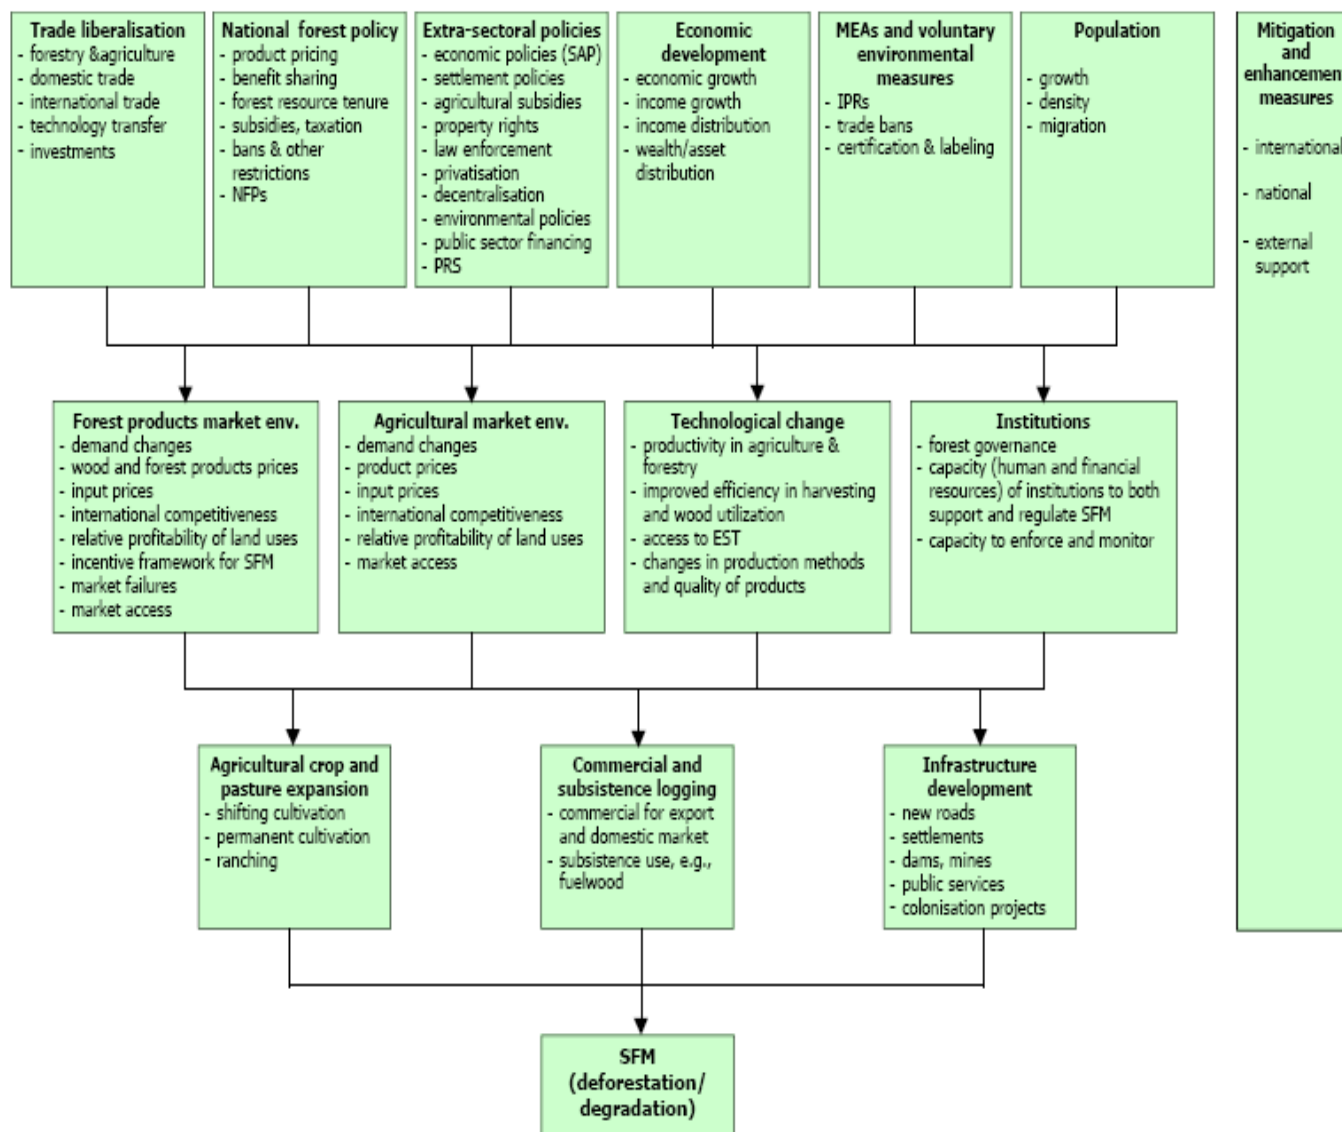 Trade liberalisation
- forestry &agriculture
- domestic trade
- international trade
- technology transfer
- investments
National forest policy
- product pricing
- benefit sharing
- forest resource tenure
- subsidies, taxation
- bans & other
restrictions
- NFPs
Extra-sectoral policies
- economic policies (SAP)
- settlement policies
- agricultural subsidies
- property rights
- law enforcement
- privatisation
- decentralisation
- environmental policies
- public sector financing
- PRS
Economic
development
- economic growth
- income growth
- income distribution
- wealth/asset
distribution
MEAs and voluntary
environmental
measures
- IPRs
- trade bans
- certification & labeling
Population
- growth
- density
- migration
Mitigation
and
enhancement
measures
- international
- national
- external
support
Forest products market env.
- demand changes
- wood and forest products prices
- input prices
- international competitiveness
- relative profitability of land uses
- incentive framework for SFM
- market failures
- market access
Agricultural market env.
- demand changes
- product prices
- input prices
- international competitiveness
- relative profitability of land uses
- market access
Technological change
- productivity in agriculture &
forestry
- improved efficiency in harvesting
and wood utilization
- access to EST
- changes in production methods
and quality of products
Institutions
- forest governance
- capacity (human and financial
resources) of institutions to both
support and regulate SFM
- capacity to enforce and monitor
Agricultural crop and
pasture expansion
- shifting cultivation
- permanent cultivation
- ranching
Commercial and
subsistence logging
- commercial for export
and domestic market
- subsistence use, e.g.,
fuelwood
Infrastructure
development
- new roads
- settlements
- dams, mines
- public services
- colonisation projects
SFM
(deforestation/
degradation)